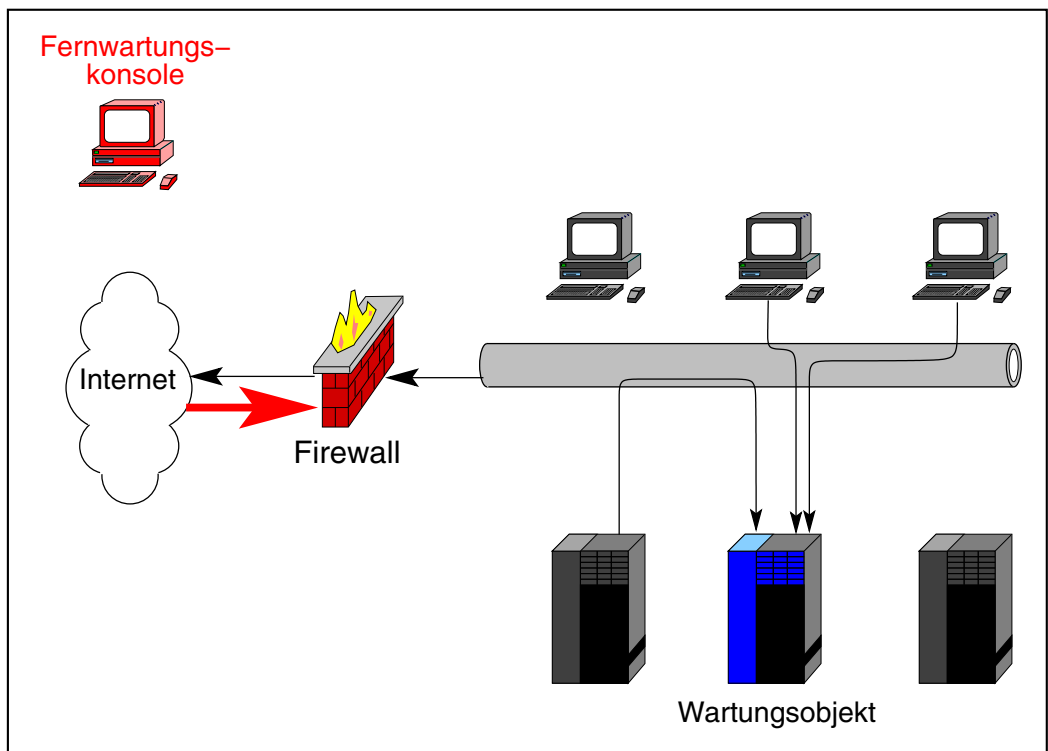 Fernwartungs–
konsole
Internet
Firewall
Wartungsobjekt